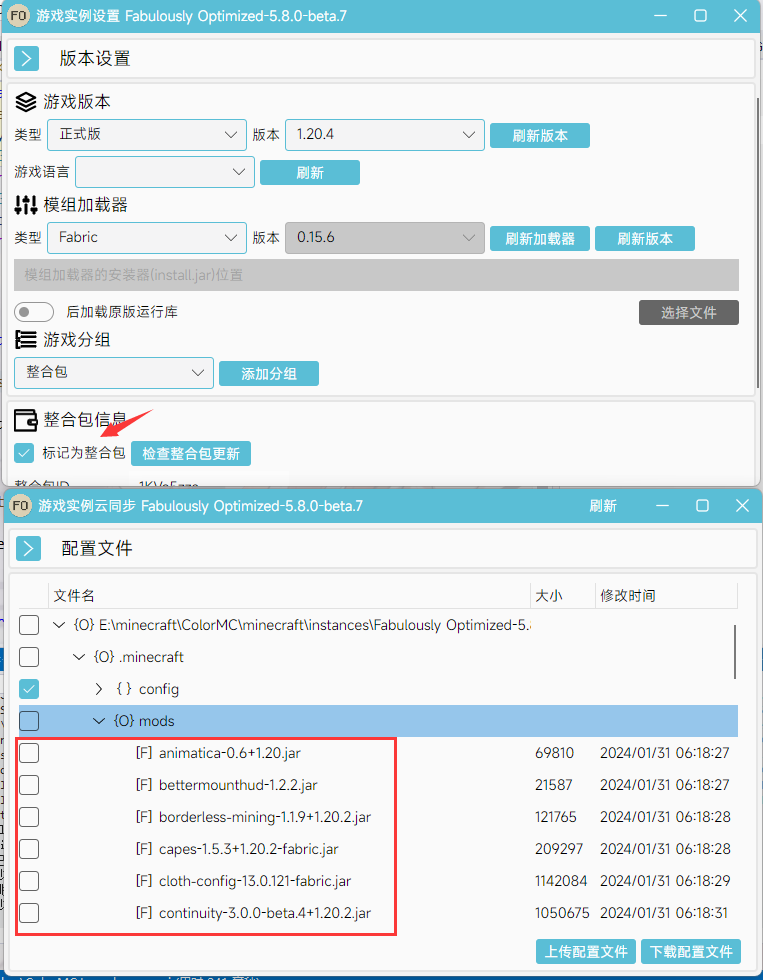 FO 游戏实例设置 Fabulously Optimized-5.8.0-beta.7
版本设置
游戏版本
类型 正式版 版本 1.20.4 刷新版本
游戏语言 刷新
模组加载器
类型 Fabric 版本 0.15.6 刷新加载器 刷新版本
模组加载器的安装器(install.jar)位置
后加载原版运行库 选择文件
游戏分组
整合包 添加分组
整合包信息
标记为整合包 检查整合包更新
整合包ID
FO 游戏实例云同步 Fabulously Optimized-5.8.0-beta.7 刷新
配置文件
文件名 大小 修改时间
{O} E:\minecraft\ColorMC\minecraft\instances\Fabulously Optimized-5.
{O} .minecraft
{ } config
{O} mods
[F] animatica-0.6+1.20.jar 69810 2024/01/31 06:18:27
[F] bettermounthud-1.2.2.jar 21587 2024/01/31 06:18:27
[F] borderless-mining-1.1.9+1.20.2.jar 121765 2024/01/31 06:18:28
[F] capes-1.5.3+1.20.2-fabric.jar 209297 2024/01/31 06:18:28
[F] cloth-config-13.0.121-fabric.jar 1142084 2024/01/31 06:18:29
[F] continuity-3.0.0-beta.4+1.20.2.jar 1050675 2024/01/31 06:18:31
上传配置文件 下载配置文件